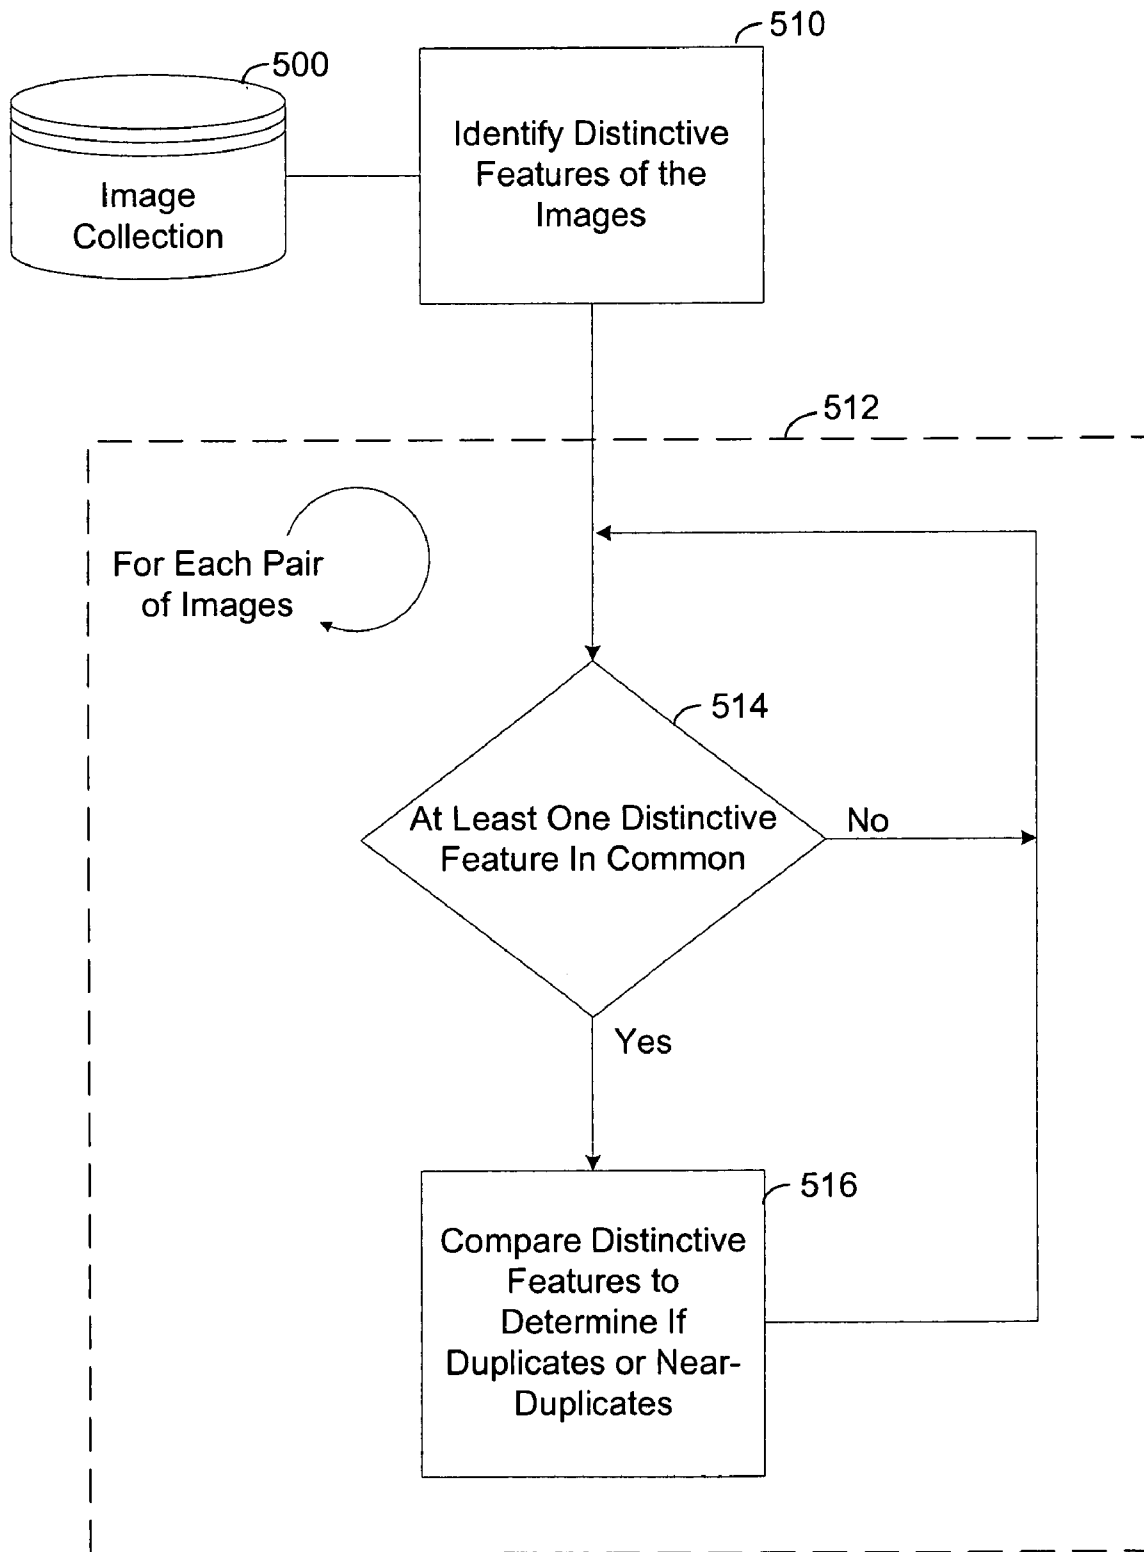 510
500
Identify Distinctive
Features of the
Images
Image
Collection
512
For Each Pair
of Images
514
At Least One Distinctive
Feature In Common
No
Yes
516
Compare Distinctive
Features to
Determine If
Duplicates or Near-
Duplicates